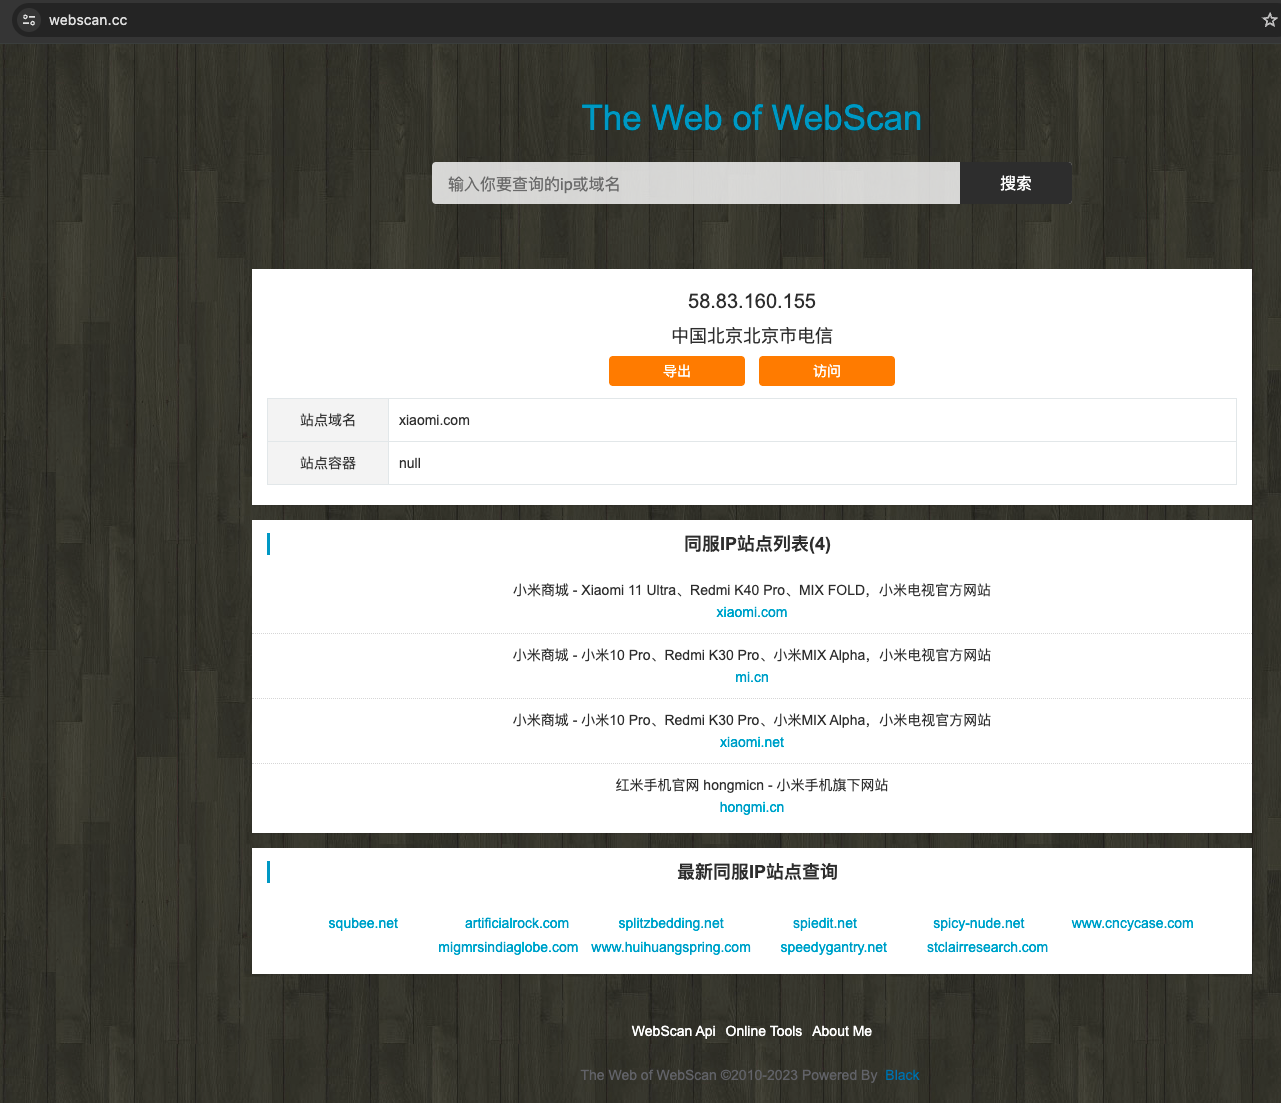 webscan.cc
The Web of WebScan
输入你要查询的ip或域名 搜索
58.83.160.155
中国北京北京市电信
导出 访问
站点域名 xiaomi.com
站点容器 null
同服IP站点列表(4)
小米商城 - Xiaomi 11 Ultra、Redmi K40 Pro、MIX FOLD，小米电视官方网站
xiaomi.com
小米商城 - 小米10 Pro、Redmi K30 Pro、小米MIX Alpha，小米电视官方网站
mi.cn
小米商城 - 小米10 Pro、Redmi K30 Pro、小米MIX Alpha，小米电视官方网站
xiaomi.net
红米手机官网 hongmicn - 小米手机旗下网站
hongmi.cn
最新同服IP站点查询
squbee.net artificialrock.com splitzbedding.net spiedit.net spicy-nude.net www.cncycase.com
migmrsindiaglobe.com www.huihuangspring.com speedygantry.net stclairresearch.com
WebScan Api Online Tools About Me
The Web of WebScan ©2010-2023 Powered By Black